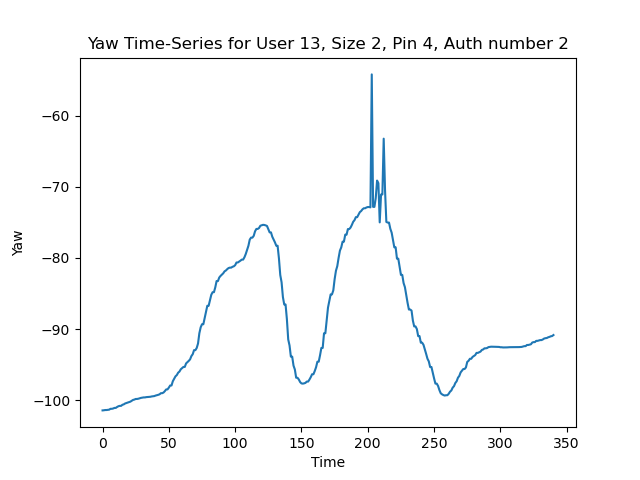 Yaw Time-Series for User 13, Size 2, Pin 4, Auth number 2
−60
−70
−80
−90
−100
Yaw
0 50 100 150 200 250 300 350
Time